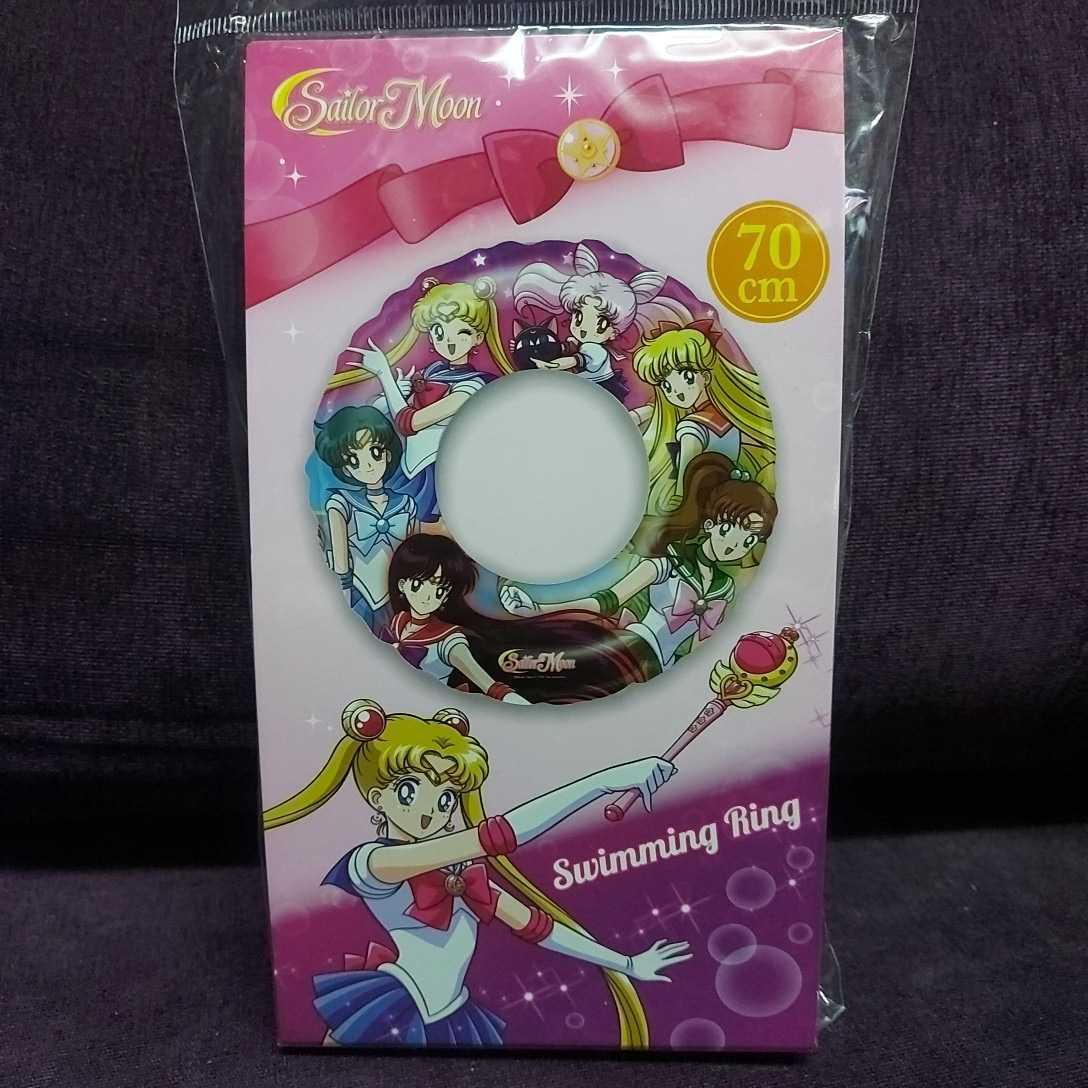 Sailor Moon
70
cm
Sailor Moon
Swimming Ring